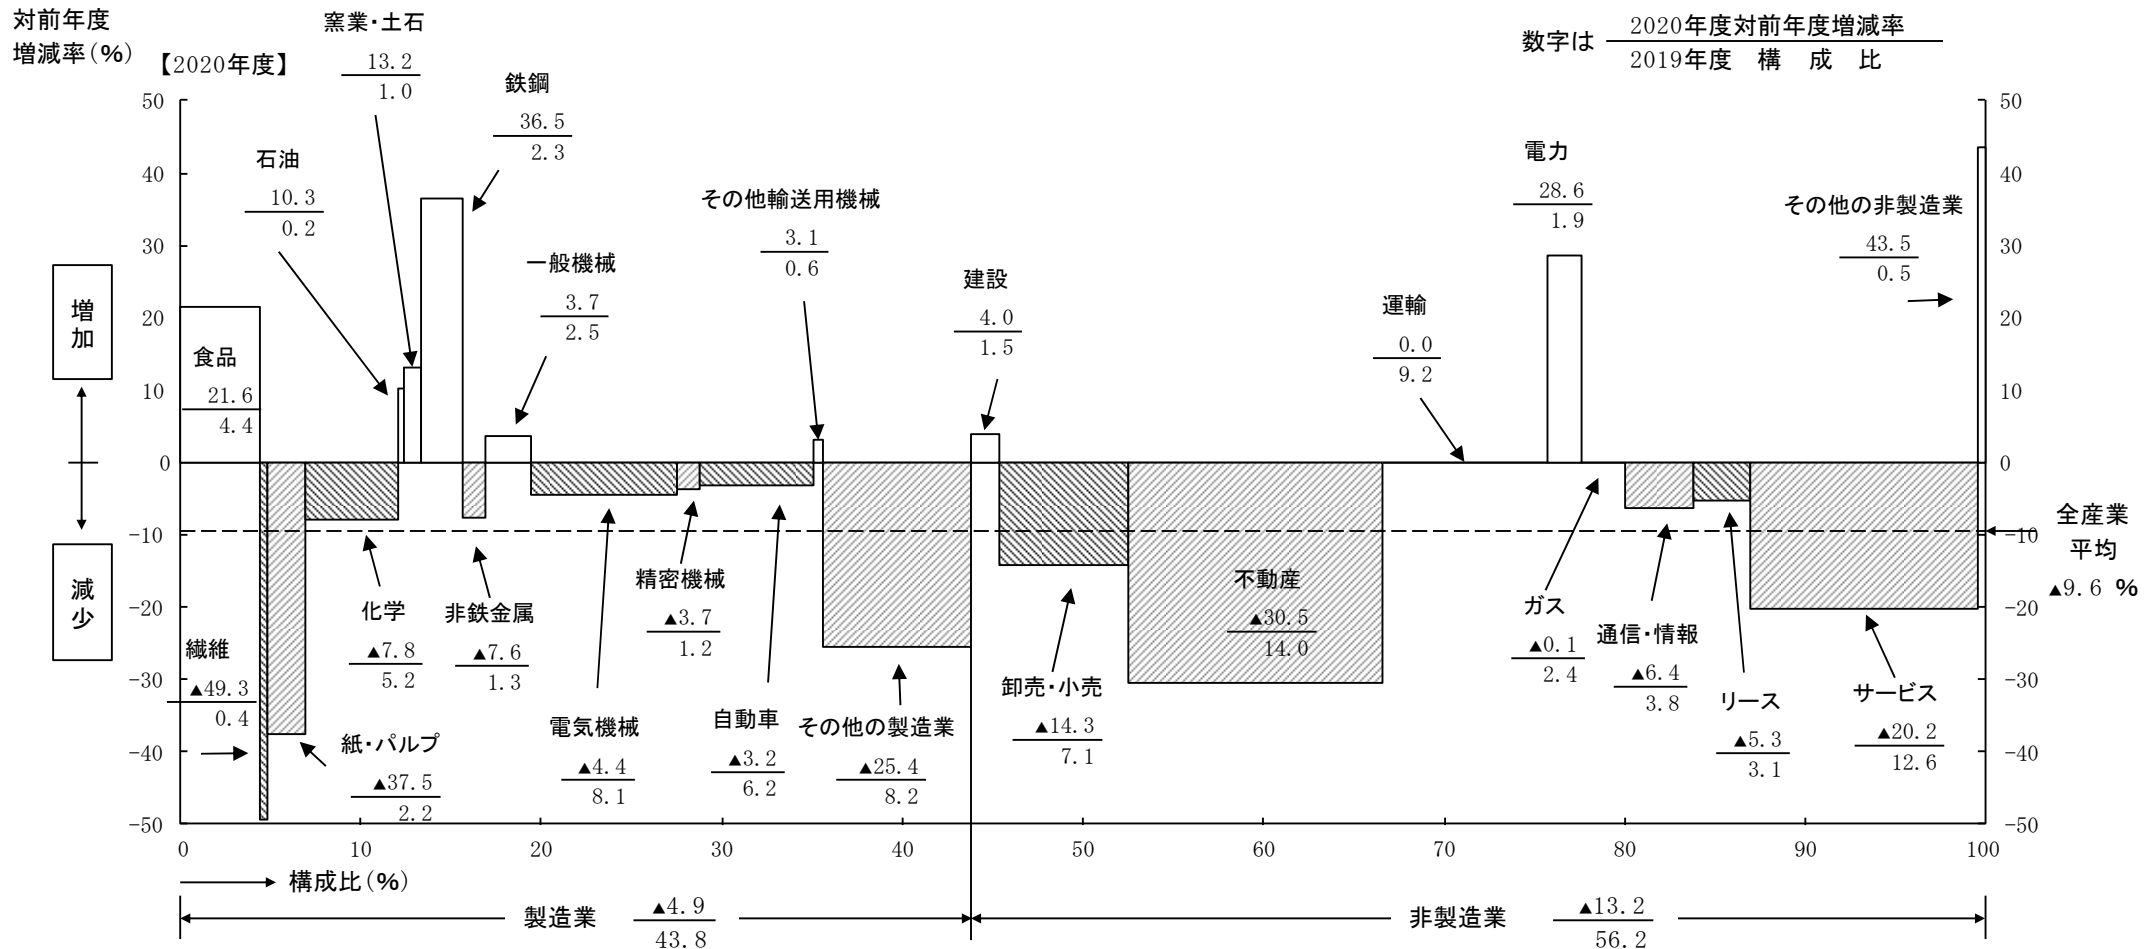 対前年度
増減率(%)
【2020年度】
数字は 2020年度対前年度増減率
2019年度 構 成 比
窯業・土石
13.2
1.0
鉄鋼
36.5
2.3
石油
10.3
0.2
一般機械
3.7
2.5
その他輸送用機械
3.1
0.6
建設
4.0
1.5
運輸
0.0
9.2
電力
28.6
1.9
その他の非製造業
43.5
0.5
食品
21.6
4.4
増加
減少
50
40
30
20
10
0
-10
-20
-30
-40
-50
50
40
30
20
10
0
-10
-20
-30
-40
-50
全産業
平均
▲9.6 %
繊維
▲49.3
0.4
紙・パルプ
▲37.5
2.2
化学
▲7.8
5.2
非鉄金属
▲7.6
1.3
電気機械
▲4.4
8.1
精密機械
▲3.7
1.2
自動車
▲3.2
6.2
その他の製造業
▲25.4
8.2
卸売・小売
▲14.3
7.1
不動産
▲30.5
14.0
ガス
▲0.1
2.4
通信・情報
▲6.4
3.8
リース
▲5.3
3.1
サービス
▲20.2
12.6
0 10 20 30 40 50 60 70 80 90 100
構成比(%)
製造業 ▲4.9
43.8
非製造業 ▲13.2
56.2